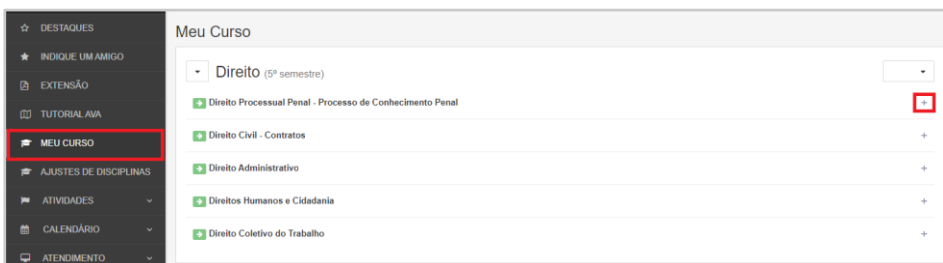 DESTAQUES
INDIQUE UM AMIGO
EXTENSÃO
TUTORIAL AVA
MEU CURSO
AJUSTES DE DISCIPLINAS
ATIVIDADES
CALENDÁRIO
ATENDIMENTO
Meu Curso
Direito (5º semestre)
Direito Processual Penal - Processo de Conhecimento Penal
Direito Civil - Contratos
Direito Administrativo
Direitos Humanos e Cidadania
Direito Coletivo do Trabalho